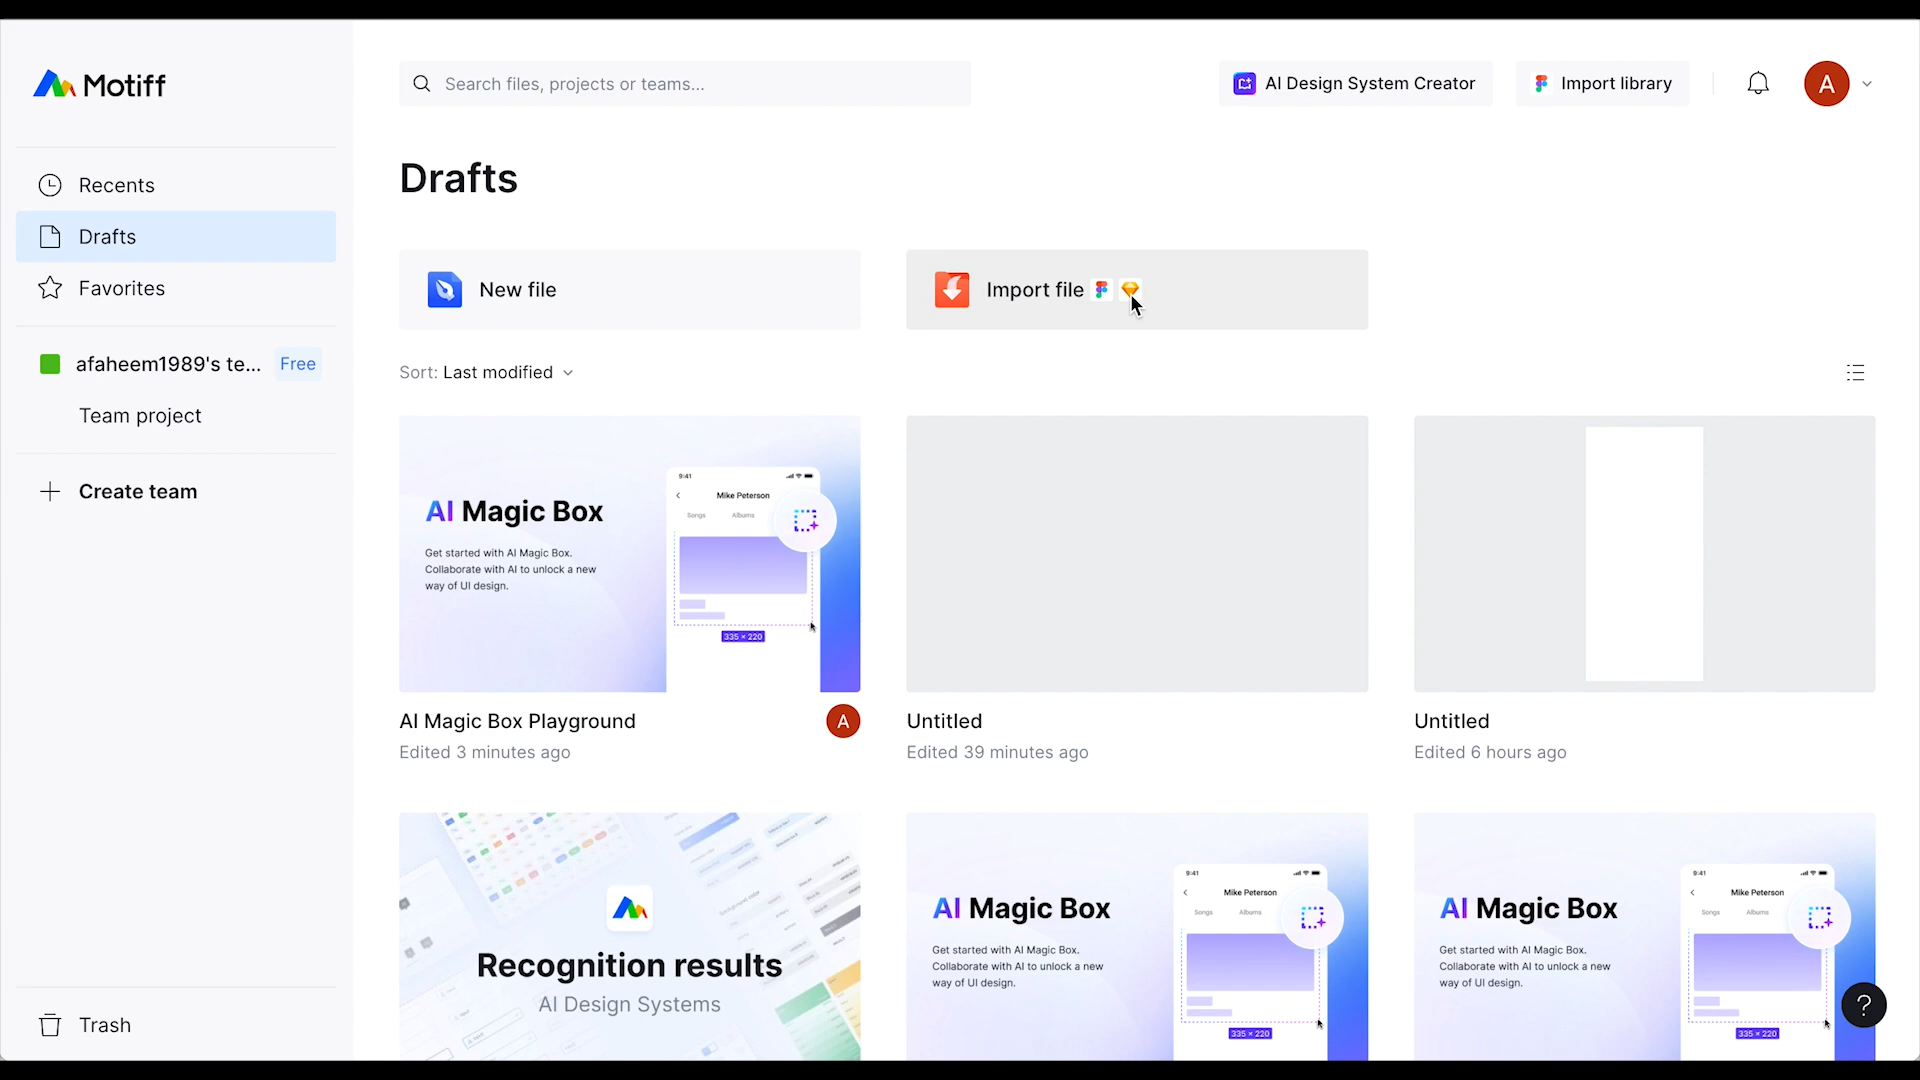 Motiff
Search files, projects or teams...
AI Design System Creator
Import library
A
Recents
Drafts
Favorites
afaheem1989's te...
Free
Team project
Create team
Trash
Drafts
New file
Import file
Sort: Last modified
AI Magic Box
Get started with AI Magic Box.
Collaborate with AI to unlock a new
way of UI design.
9:41
Mike Peterson
Songs
Albums
335 × 220
AI Magic Box Playground
A
Edited 3 minutes ago
Untitled
Edited 39 minutes ago
Untitled
Edited 6 hours ago
Recognition results
AI Design Systems
AI Magic Box
Get started with AI Magic Box.
Collaborate with AI to unlock a new
way of UI design.
9:41
Mike Peterson
Songs
Albums
335 × 220
AI Magic Box
Get started with AI Magic Box.
Collaborate with AI to unlock a new
way of UI design.
9:41
Mike Peterson
Songs
Albums
335 × 220
?